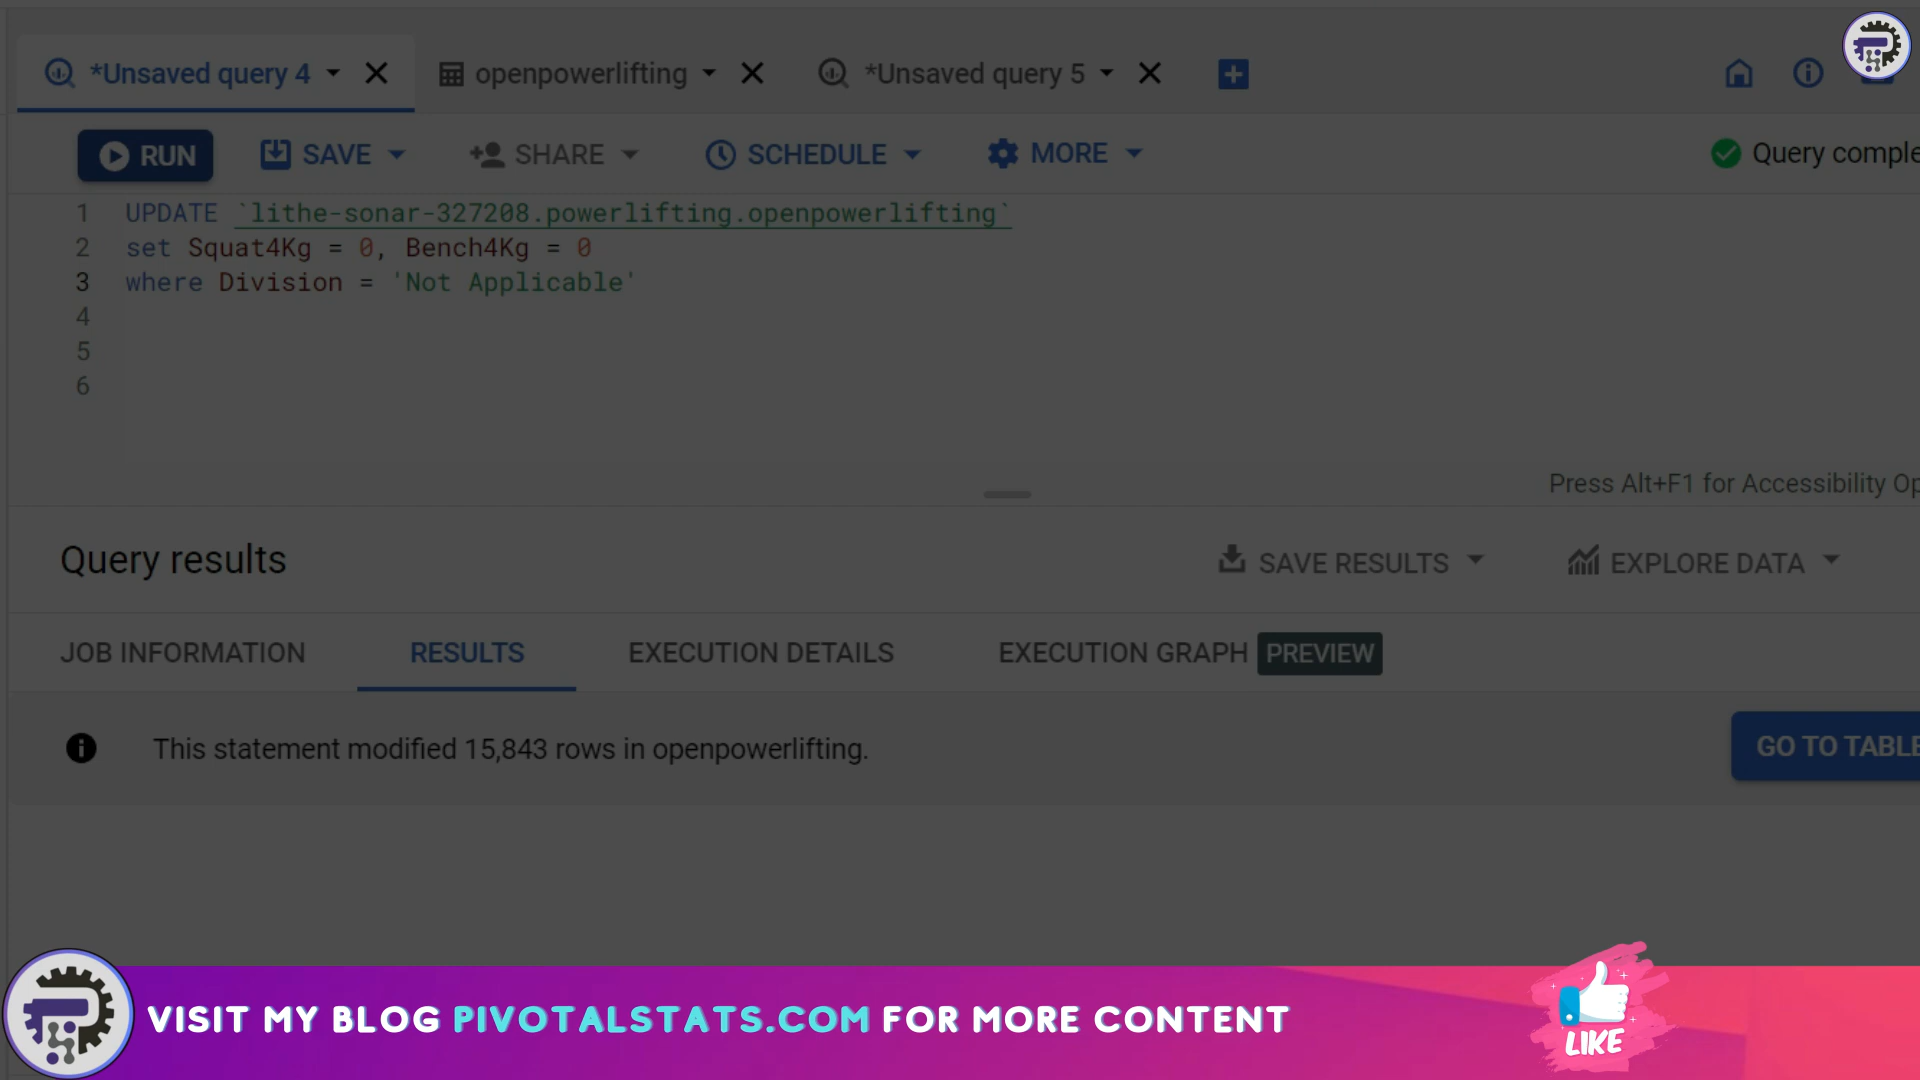 *Unsaved query 4
openpowerlifting
*Unsaved query 5
RUN
SAVE
SHARE
SCHEDULE
MORE
Query comple
1 UPDATE `lithe-sonar-327208.powerlifting.openpowerlifting`
2 set Squat4Kg = 0, Bench4Kg = 0
3 where Division = 'Not Applicable'
4
5
6
Press Alt+F1 for Accessibility Op
Query results
SAVE RESULTS
EXPLORE DATA
JOB INFORMATION
RESULTS
EXECUTION DETAILS
EXECUTION GRAPH PREVIEW
This statement modified 15,843 rows in openpowerlifting.
GO TO TABLE
VISIT MY BLOG PIVOTALSTATS.COM FOR MORE CONTENT
LIKE